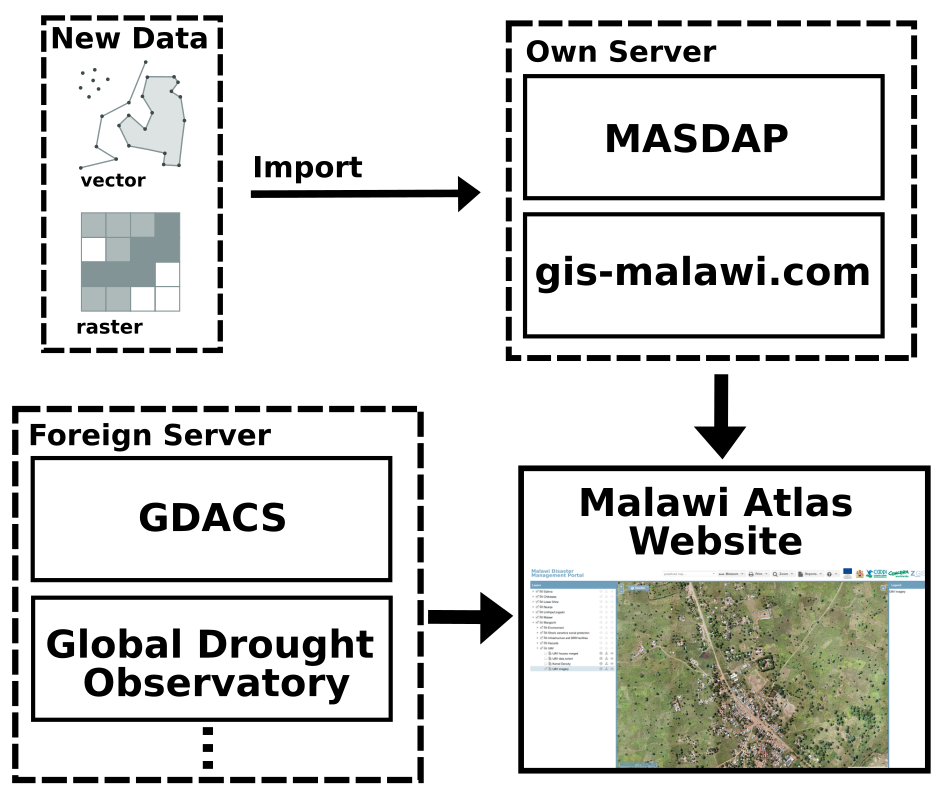 New Data
vector
raster
Import
Own Server
MASDAP
gis-malawi.com
Foreign Server
GDACS
Global Drought
Observatory
Malawi Atlas
Website
Malawi Disaster
Management Portal